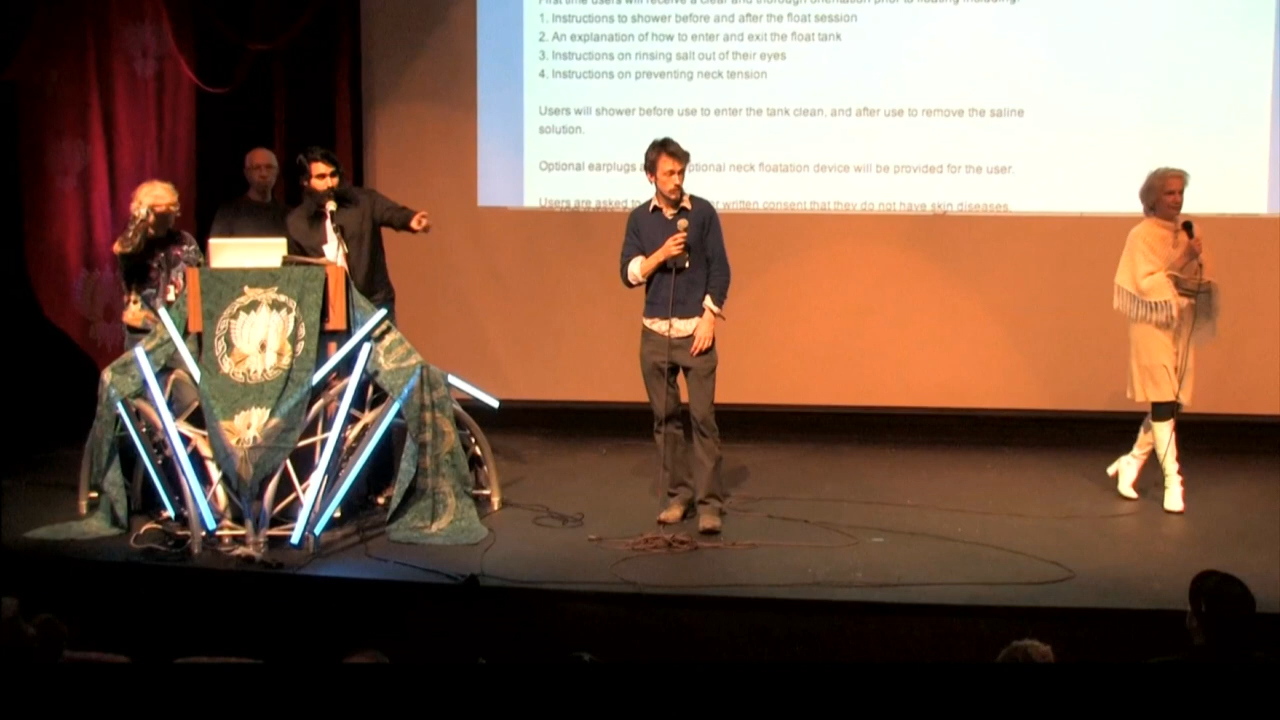 First time users will receive a clear and thorough orientation prior to floating including:
1. Instructions to shower before and after the float session
2. An explanation of how to enter and exit the float tank
3. Instructions on rinsing salt out of their eyes
4. Instructions on preventing neck tension
Users will shower before use to enter the tank clean, and after use to remove the saline
solution.
Optional earplugs optional neck floatation device will be provided for the user.
Users are asked to written consent that they do not have skin diseases,